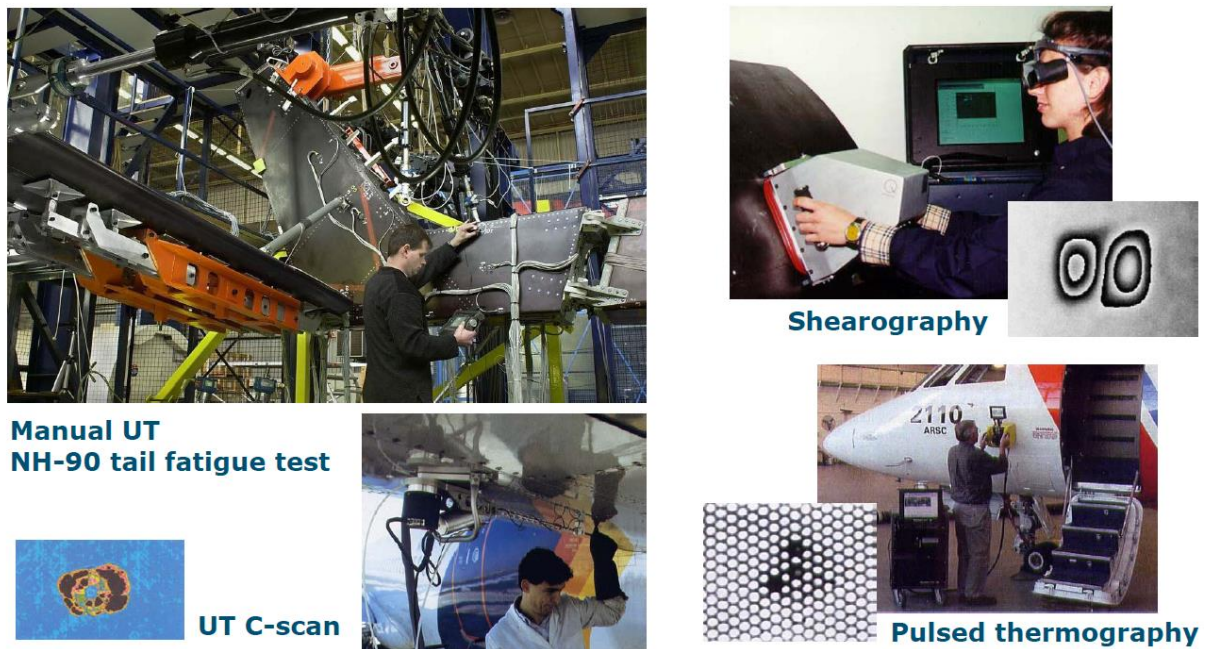 Shearography
Manual UT
NH-90 tail fatigue test
2110
ARSC
UT C-scan
Pulsed thermography